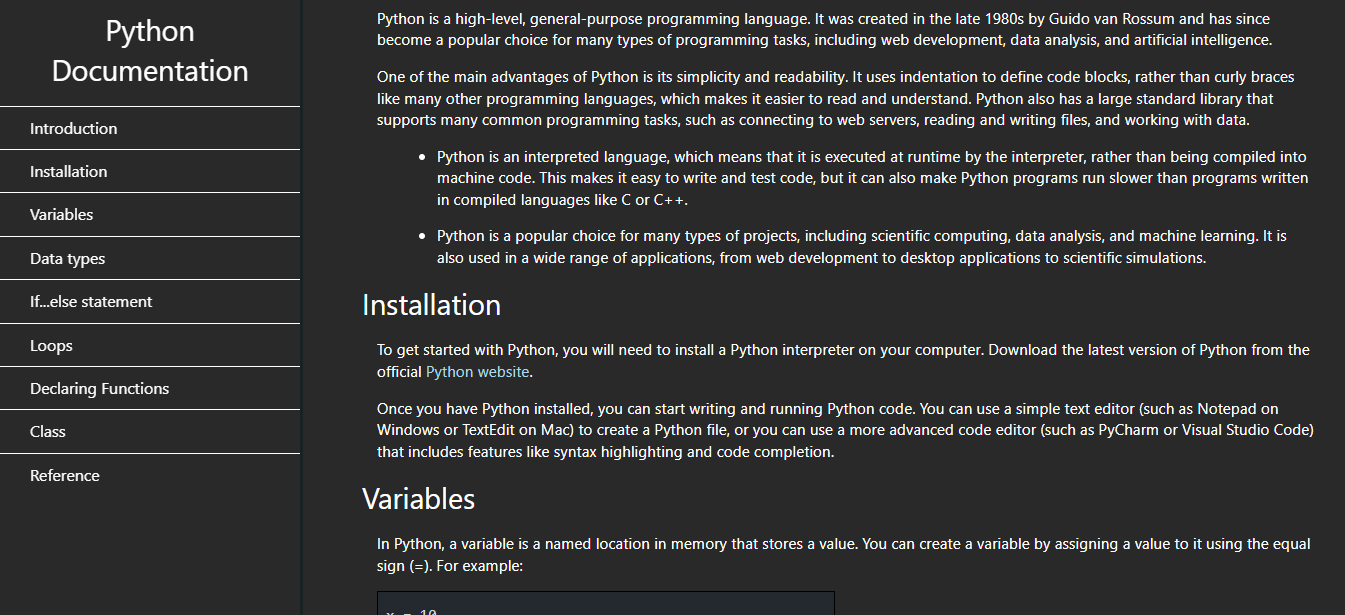 Python
Documentation
Introduction
Installation
Variables
Data types
If...else statement
Loops
Declaring Functions
Class
Reference
Python is a high-level, general-purpose programming language. It was created in the late 1980s by Guido van Rossum and has since
become a popular choice for many types of programming tasks, including web development, data analysis, and artificial intelligence.
One of the main advantages of Python is its simplicity and readability. It uses indentation to define code blocks, rather than curly braces
like many other programming languages, which makes it easier to read and understand. Python also has a large standard library that
supports many common programming tasks, such as connecting to web servers, reading and writing files, and working with data.
• Python is an interpreted language, which means that it is executed at runtime by the interpreter, rather than being compiled into
machine code. This makes it easy to write and test code, but it can also make Python programs run slower than programs written
in compiled languages like C or C++.
• Python is a popular choice for many types of projects, including scientific computing, data analysis, and machine learning. It is
also used in a wide range of applications, from web development to desktop applications to scientific simulations.
Installation
To get started with Python, you will need to install a Python interpreter on your computer. Download the latest version of Python from the
official Python website.
Once you have Python installed, you can start writing and running Python code. You can use a simple text editor (such as Notepad on
Windows or TextEdit on Mac) to create a Python file, or you can use a more advanced code editor (such as PyCharm or Visual Studio Code)
that includes features like syntax highlighting and code completion.
Variables
In Python, a variable is a named location in memory that stores a value. You can create a variable by assigning a value to it using the equal
sign (=). For example:
x = 10